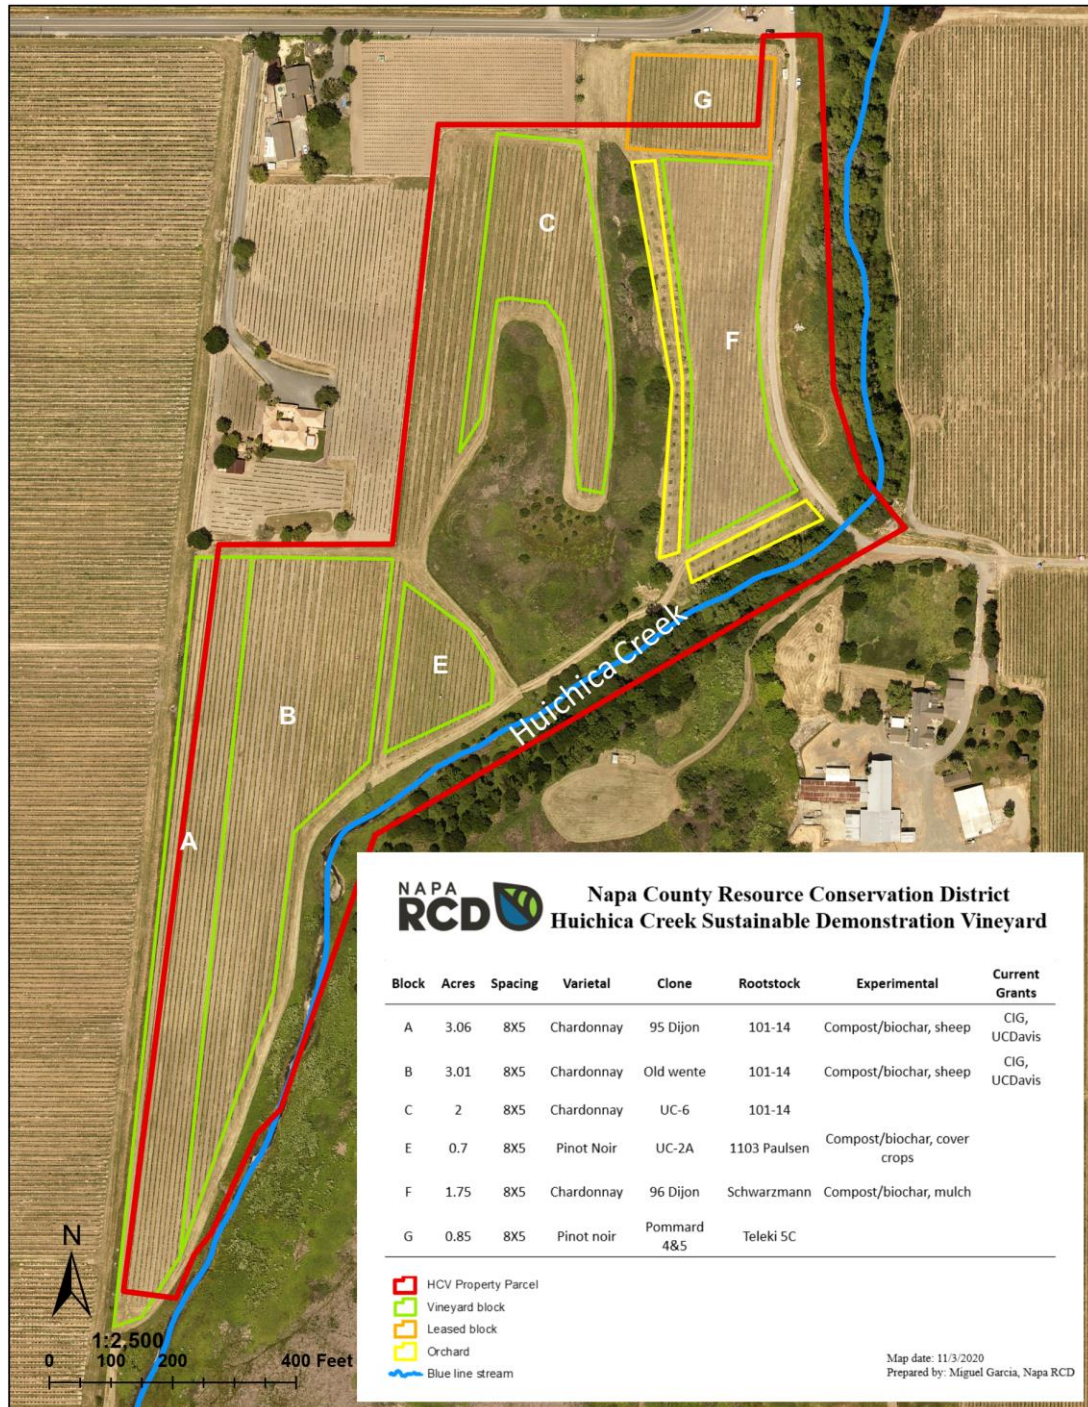 G
C
F
E
B
Huichica Creek
A
NAPA
RCD
Napa County Resource Conservation District
Huichica Creek Sustainable Demonstration Vineyard
Block Acres Spacing Varietal Clone Rootstock Experimental Current Grants
A 3.06 8X5 Chardonnay 95 Dijon 101-14 Compost/biochar, sheep CIG, UCDavis
B 3.01 8X5 Chardonnay Old wente 101-14 Compost/biochar, sheep CIG, UCDavis
C 2 8X5 Chardonnay UC-6 101-14
E 0.7 8X5 Pinot Noir UC-2A 1103 Paulsen Compost/biochar, cover crops
F 1.75 8X5 Chardonnay 96 Dijon Schwarzmann Compost/biochar, mulch
G 0.85 8X5 Pinot noir Pommard 4&5 Teleki 5C
HCV Property Parcel
Vineyard block
Leased block
Orchard
Blue line stream
N
1:2,500
0 100 200 400 Feet
Map date: 11/3/2020
Prepared by: Miguel Garcia, Napa RCD